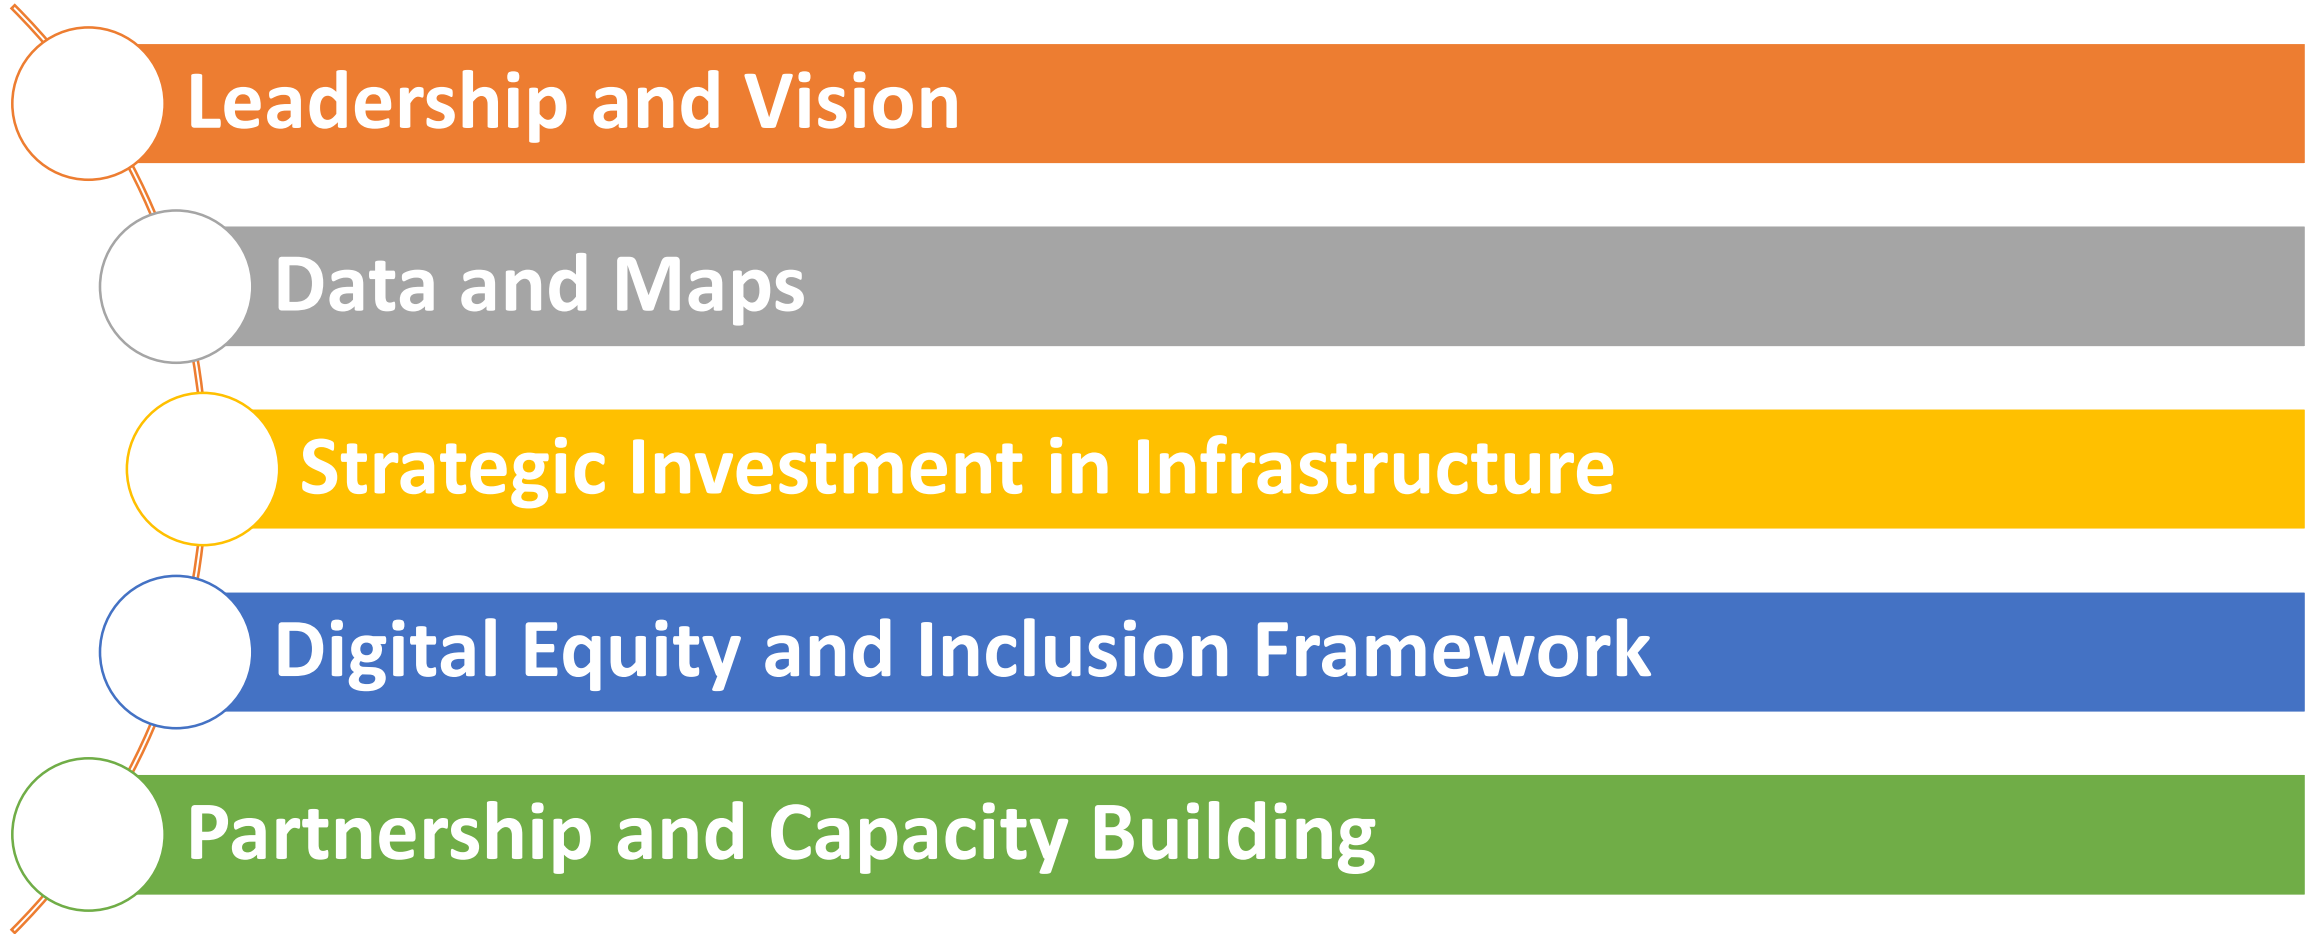 Leadership and Vision
Data and Maps
Strategic Investment in Infrastructure
Digital Equity and Inclusion Framework
Partnership and Capacity Building